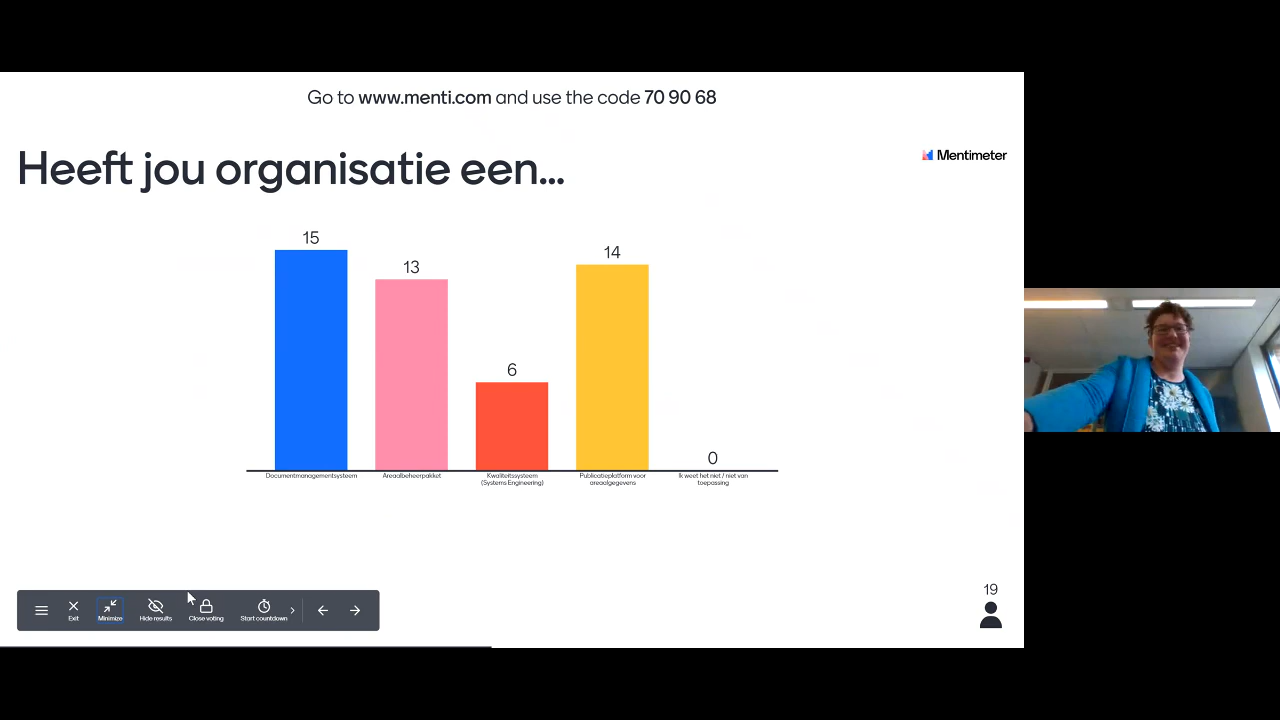 Go to www.menti.com and use the code 70 90 68
Heeft jou organisatie een...
Mentimeter
15
13
6
14
0
Documentmanagementsysteem
Areaalbeheerpakket
Kwaliteitssysteem
(Systems Engineering)
Publicatieplatform voor
areaalgegevens
Ik weet het niet / niet van
toepassing
19
Exit
Minimize
Hide results
Close voting
Start countdown